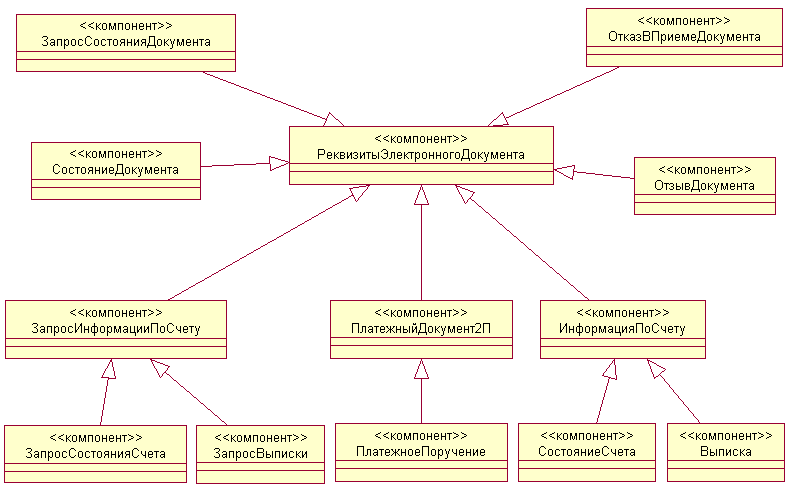 <<компонент>>
ЗапросСостоянияДокумента
<<компонент>>
ОтказВПриемеДокумента
<<компонент>>
РеквизитыЭлектронногоДокумента
<<компонент>>
СостояниеДокумента
<<компонент>>
ОтзывДокумента
<<компонент>>
ЗапросИнформацииПоСчету
<<компонент>>
ПлатежныйДокумент2П
<<компонент>>
ИнформацияПоСчету
<<компонент>>
ЗапросСостоянияСчета
<<компонент>>
ЗапросВыписки
<<компонент>>
ПлатежноеПоручение
<<компонент>>
СостояниеСчета
<<компонент>>
Выписка